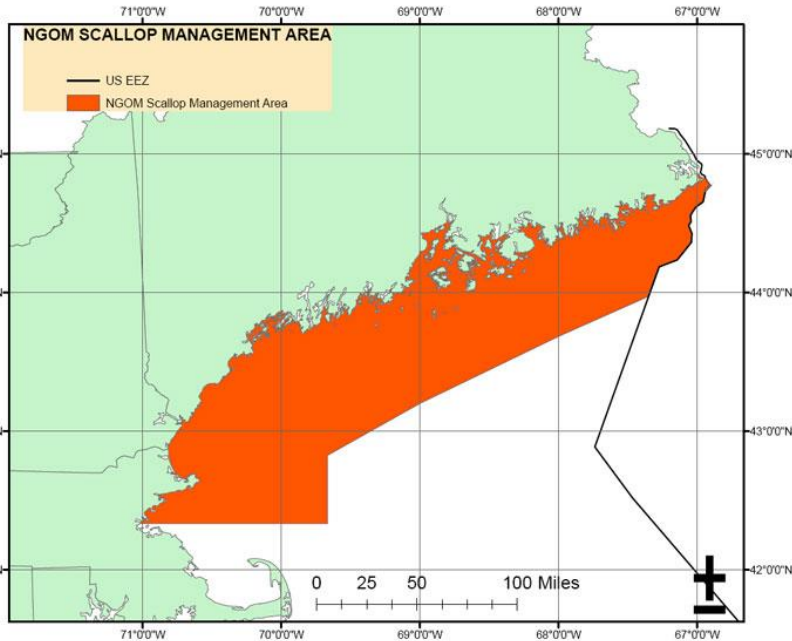 71°0'0"W 70°0'0"W 69°0'0"W 68°0'0"W 67°0'0"W
NGOM SCALLOP MANAGEMENT AREA
US EEZ
NGOM Scallop Management Area
45°0'0"N
44°0'0"N
43°0'0"N
42°0'0"N
0 25 50 100 Miles
71°0'0"W 70°0'0"W 69°0'0"W 68°0'0"W 67°0'0"W